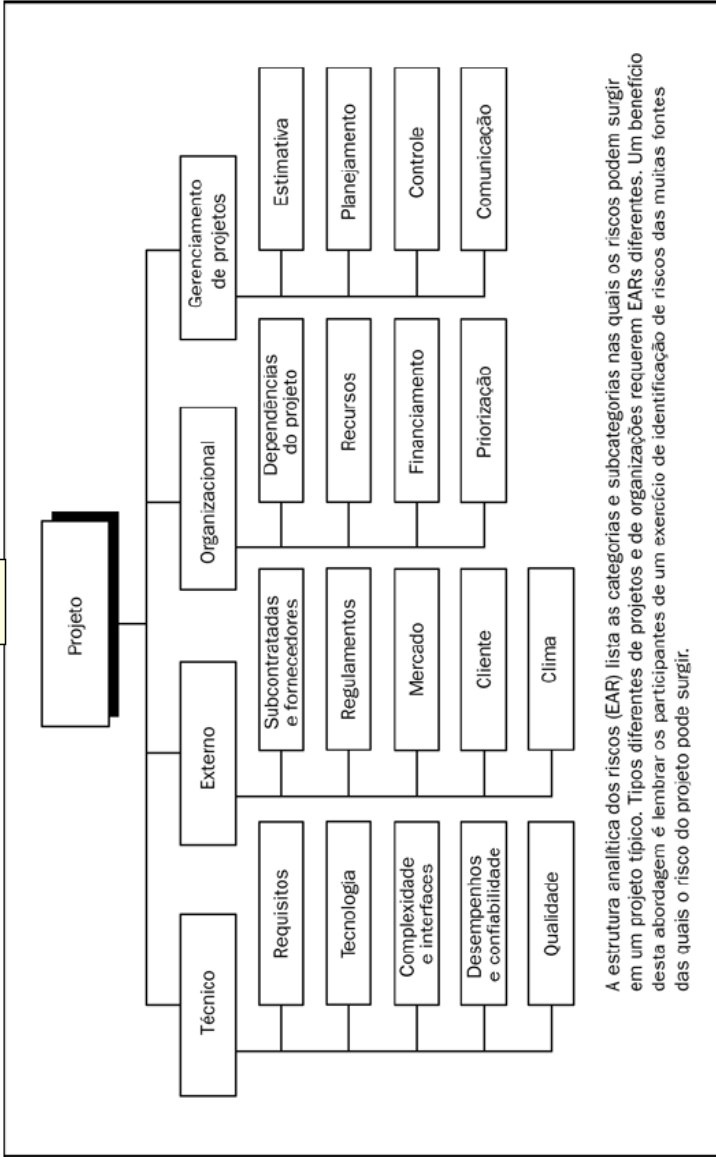 Projeto
Técnico
Requisitos
Tecnologia
Complexidade
e interfaces
Desempenhos
e confiabilidade
Qualidade
Externo
Subcontratadas
e fornecedores
Regulamentos
Mercado
Cliente
Clima
Organizacional
Dependências
do projeto
Recursos
Financiamento
Priorização
Gerenciamento
de projetos
Estimativa
Planejamento
Controle
Comunicação
A estrutura analítica dos riscos (EAR) lista as categorias e subcategorias nas quais os riscos podem surgir
em um projeto típico. Tipos diferentes de projetos e de organizações requerem EARs diferentes. Um benefício
desta abordagem é lembrar os participantes de um exercício de identificação de riscos das muitas fontes
das quais o risco do projeto pode surgir.